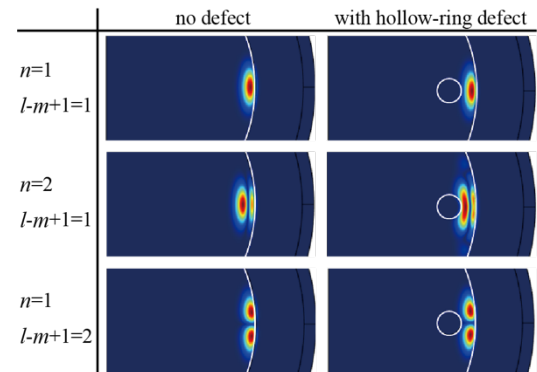 no defect
with hollow-ring defect
n=1
l-m+1=1
n=2
l-m+1=1
n=1
l-m+1=2